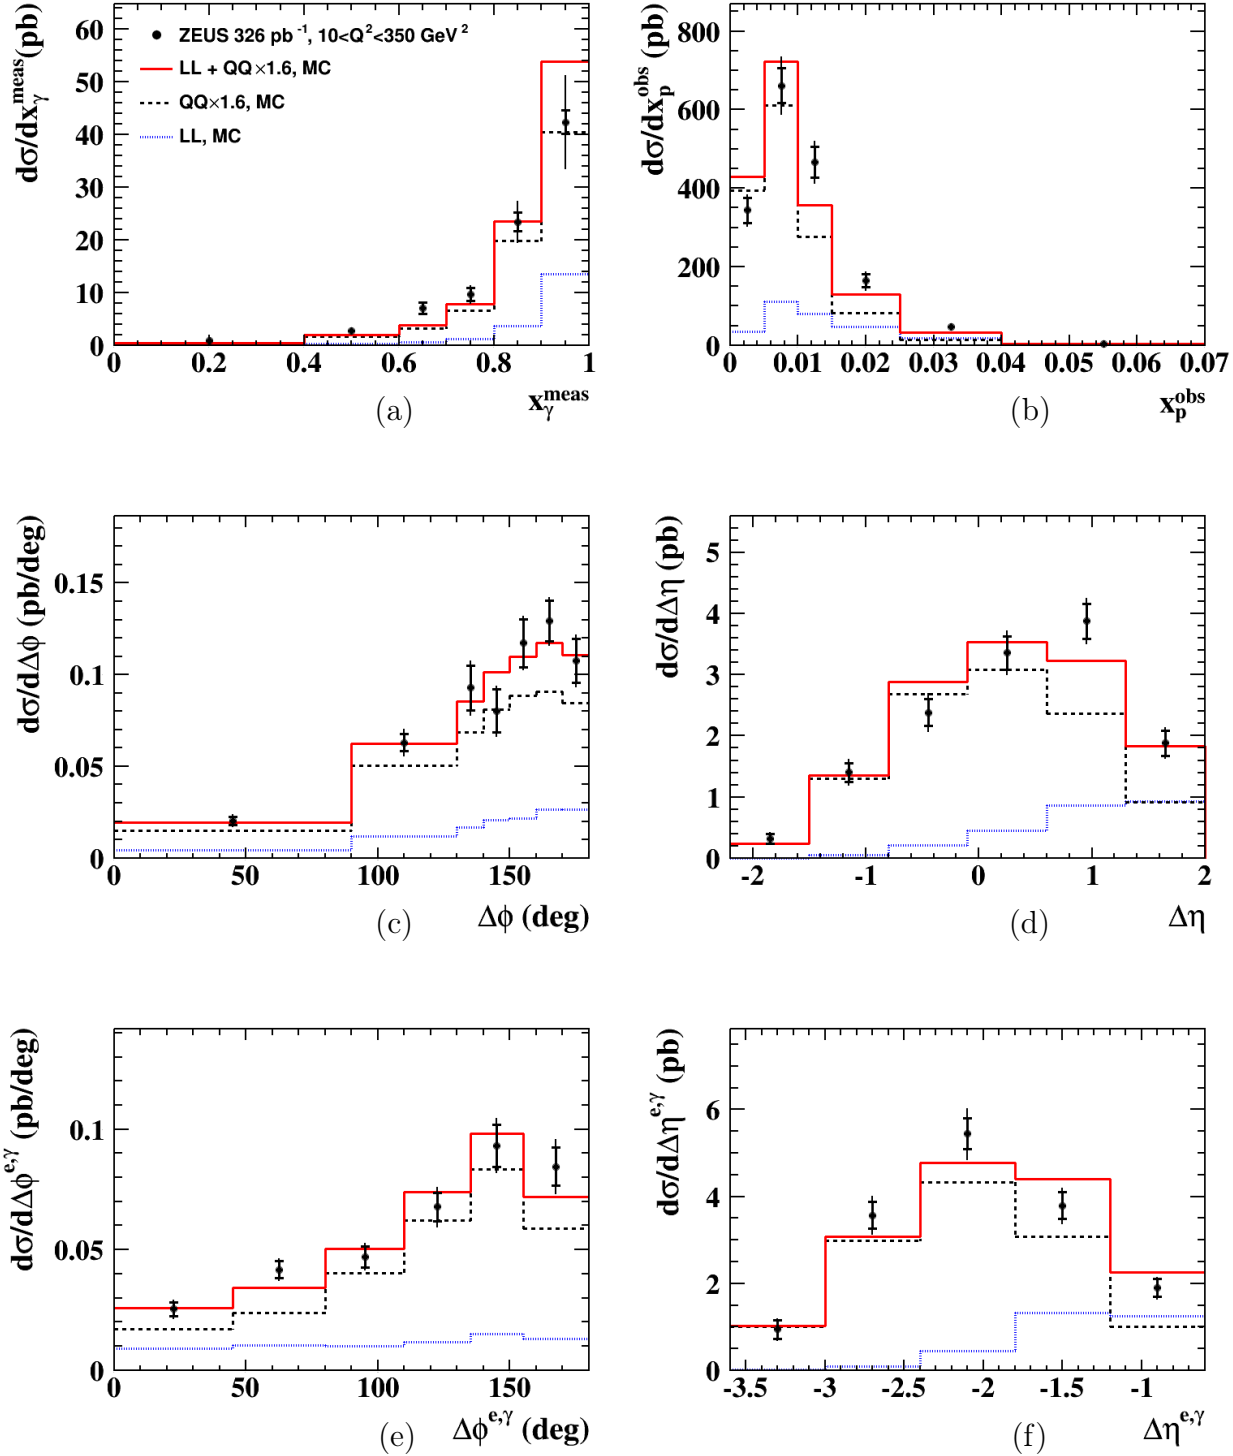 dσ/dx_γ^meas (pb)
60
50
40
30
20
10
0
ZEUS 326 pb⁻¹, 10<Q²<350 GeV²
LL + QQ×1.6, MC
QQ×1.6, MC
LL, MC
0 0.2 0.4 0.6 0.8 1
x_γ^meas
(a)
dσ/dx_p^obs (pb)
800
600
400
200
0
0 0.01 0.02 0.03 0.04 0.05 0.06 0.07
x_p^obs
(b)
dσ/dΔϕ (pb/deg)
0.15
0.1
0.05
0
0 50 100 150
Δϕ (deg)
(c)
dσ/dΔη (pb)
5
4
3
2
1
0
-2 -1 0 1 2
Δη
(d)
dσ/dΔϕ^e,γ (pb/deg)
0.1
0.05
0
0 50 100 150
Δϕ^e,γ (deg)
(e)
dσ/dΔη^e,γ (pb)
6
4
2
0
-3.5 -3 -2.5 -2 -1.5 -1
Δη^e,γ
(f)